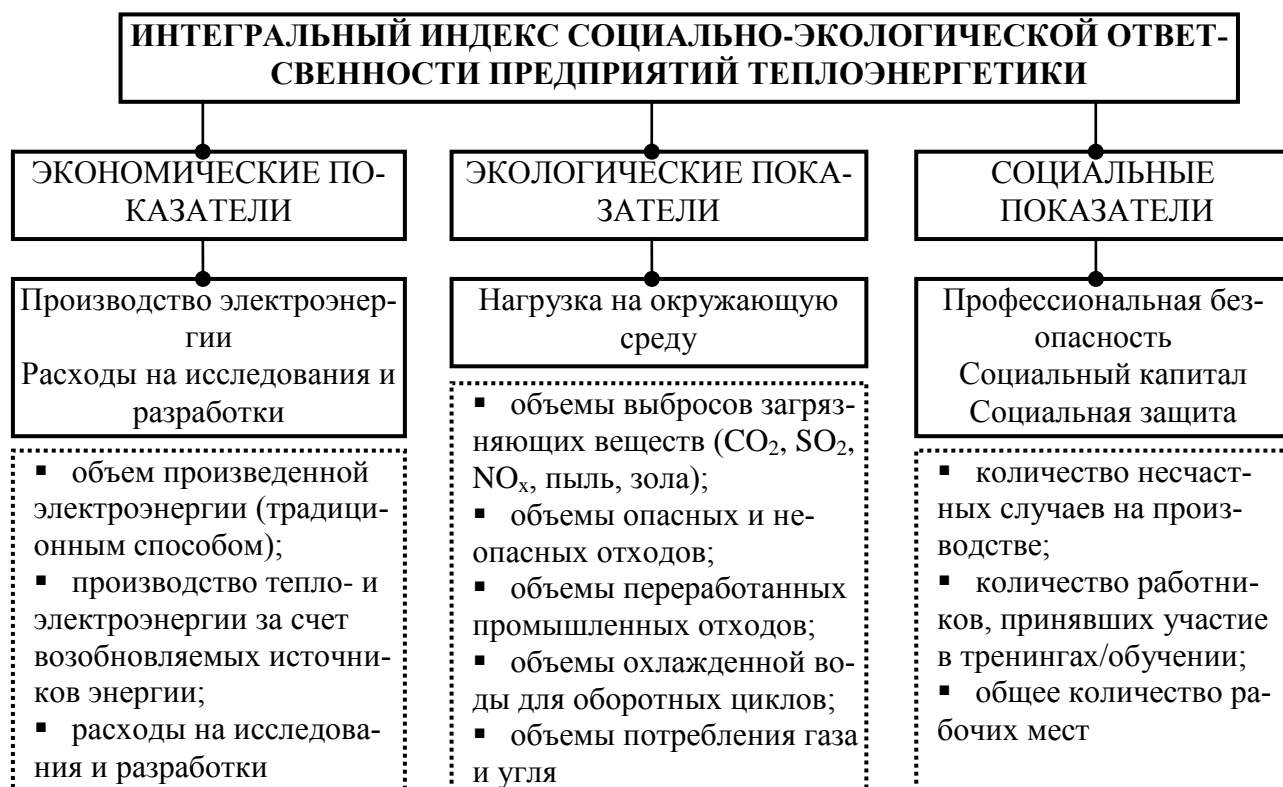 ИНТЕГРАЛЬНЫЙ ИНДЕКС СОЦИАЛЬНО-ЭКОЛОГИЧЕСКОЙ ОТВЕТ-
СВЕННОСТИ ПРЕДПРИЯТИЙ ТЕПЛОЭНЕРГЕТИКИ
ЭКОНОМИЧЕСКИЕ ПО-
КАЗАТЕЛИ
Производство электроэнер-
гии
Расходы на исследования и
разработки
▪ объем произведенной
электроэнергии (традици-
онным способом);
▪ производство тепло- и
электроэнергии за счет
возобновляемых источни-
ков энергии;
▪ расходы на исследова-
ния и разработки
ЭКОЛОГИЧЕСКИЕ ПОКА-
ЗАТЕЛИ
Нагрузка на окружающую
среду
▪ объемы выбросов загряз-
няющих веществ (CO₂, SO₂,
NOₓ, пыль, зола);
▪ объемы опасных и не-
опасных отходов;
▪ объемы переработанных
промышленных отходов;
▪ объемы охлажденной во-
ды для оборотных циклов;
▪ объемы потребления газа
и угля
СОЦИАЛЬНЫЕ
ПОКАЗАТЕЛИ
Профессиональная без-
опасность
Социальный капитал
Социальная защита
▪ количество несчаст-
ных случаев на произ-
водстве;
▪ количество работни-
ков, принявших участие
в тренингах/обучении;
▪ общее количество ра-
бочих мест